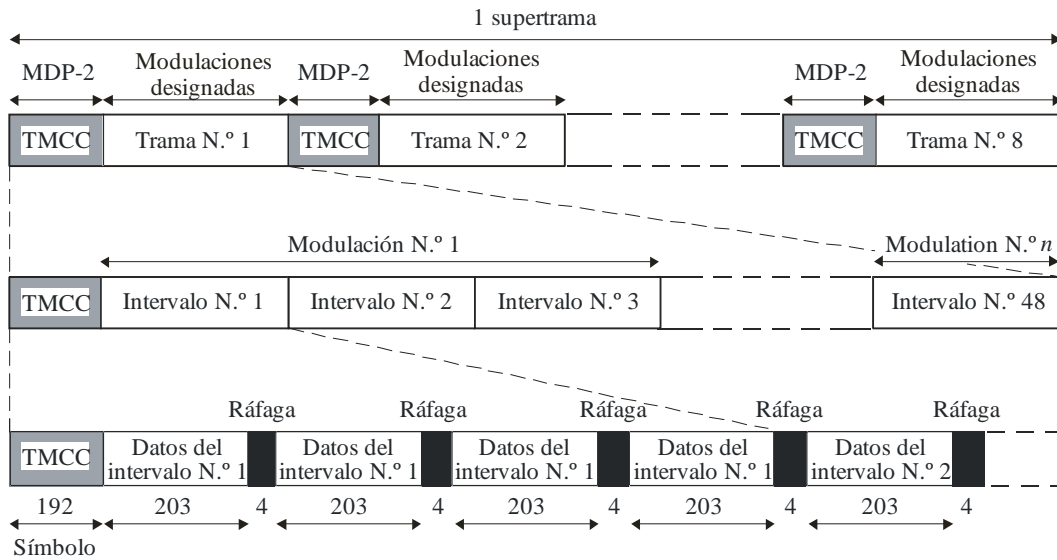 1 supertrama
MDP-2
Modulaciones
designadas
MDP-2
Modulaciones
designadas
MDP-2
Modulaciones
designadas
TMCC
Trama N.º 1
TMCC
Trama N.º 2
TMCC
Trama N.º 8
Modulación N.º 1
Modulation N.º n
TMCC
Intervalo N.º 1
Intervalo N.º 2
Intervalo N.º 3
Intervalo N.º 48
Ráfaga
Ráfaga
Ráfaga
Ráfaga
Ráfaga
TMCC
Datos del
intervalo N.º 1
Datos del
intervalo N.º 1
Datos del
intervalo N.º 1
Datos del
intervalo N.º 1
Datos del
intervalo N.º 2
192
203
4
203
4
203
4
203
4
203
4
Símbolo